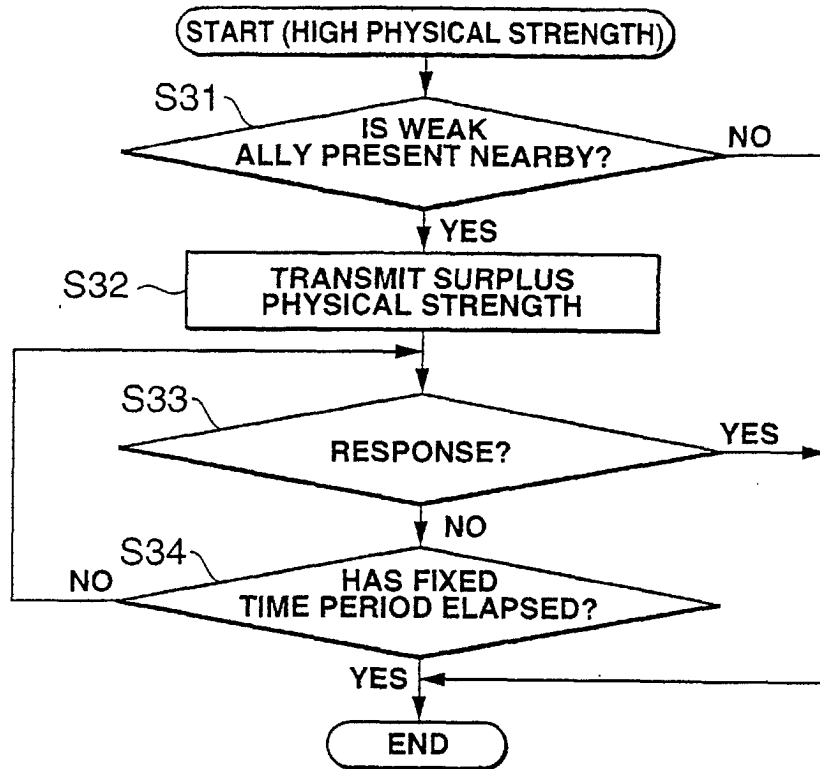 START (HIGH PHYSICAL STRENGTH)
S31
IS WEAK
ALLY PRESENT NEARBY?
NO
YES
S32
TRANSMIT SURPLUS
PHYSICAL STRENGTH
S33
RESPONSE?
YES
NO
S34
NO
HAS FIXED
TIME PERIOD ELAPSED?
YES
END